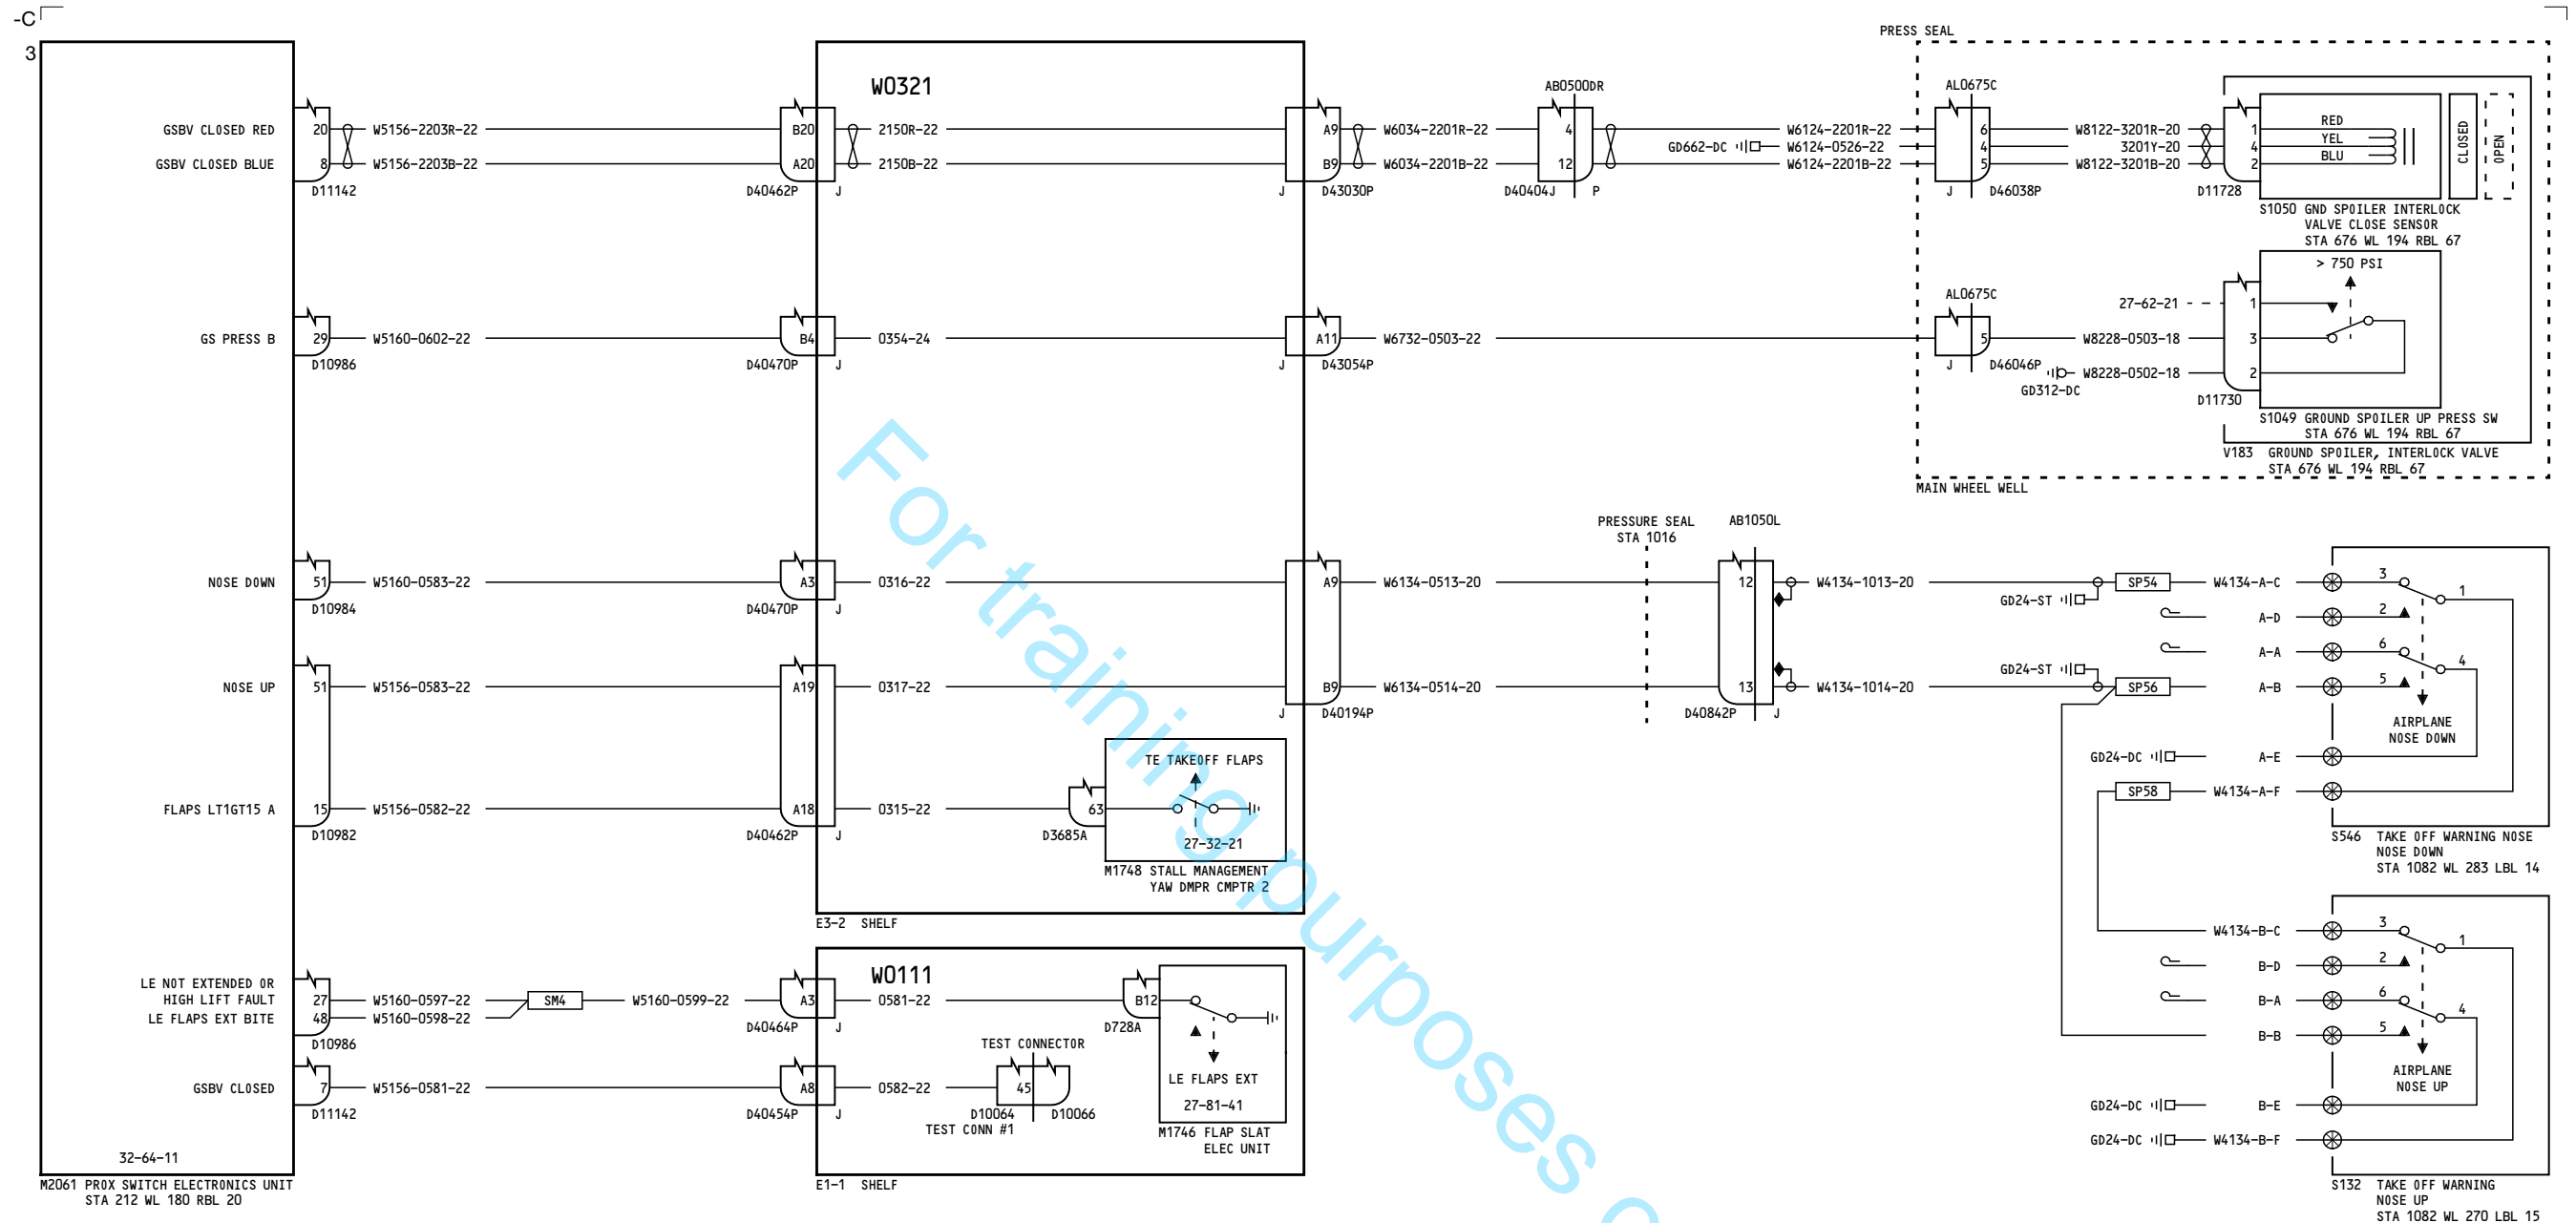 -C
3
PRESS SEAL
W0321
AB0500DR
AL0675C
GSBV CLOSED RED 20 W5156-2203R-22 B20 2150R-22 A9 W6034-2201R-22 4 W6124-2201R-22 6 W8122-3201R-20 1 RED
GD662-DC W6124-0526-22 4 3201Y-20 4 YEL
GSBV CLOSED BLUE 8 W5156-2203B-22 A20 2150B-22 B9 W6034-2201B-22 12 W6124-2201B-22 5 W8122-3201B-20 2 BLU
CLOSED
OPEN
D11142 D40462P J J D43030P D40404J P J D46038P D11728
S1050 GND SPOILER INTERLOCK
VALVE CLOSE SENSOR
STA 676 WL 194 RBL 67
> 750 PSI
AL0675C
27-62-21 1
GS PRESS B 29 W5160-0602-22 B4 0354-24 A11 W6732-0503-22 5 W8228-0503-18 3
D10986 D40470P J J D43054P J D46046P
W8228-0502-18 2
GD312-DC
D11730
S1049 GROUND SPOILER UP PRESS SW
STA 676 WL 194 RBL 67
V183 GROUND SPOILER, INTERLOCK VALVE
STA 676 WL 194 RBL 67
MAIN WHEEL WELL
PRESSURE SEAL
STA 1016
AB1050L
NOSE DOWN 51 W5160-0583-22 A3 0316-22 A9 W6134-0513-20 12 W4134-1013-20 SP54 W4134-A-C 3
1
GD24-ST
D10984 D40470P J
A-D 2
A-A 6
4
GD24-ST
NOSE UP 51 W5156-0583-22 A19 0317-22 B9 W6134-0514-20 13 W4134-1014-20 SP56 A-B 5
J D40194P D40842P J
AIRPLANE
NOSE DOWN
GD24-DC A-E
SP58 W4134-A-F
TE TAKEOFF FLAPS
FLAPS LT1GT15 A 15 W5156-0582-22 A18 0315-22 63
D10982 D40462P J D3685A
27-32-21
M1748 STALL MANAGEMENT
YAW DMPR CMPTR 2
S546 TAKE OFF WARNING NOSE
NOSE DOWN
STA 1082 WL 283 LBL 14
E3-2 SHELF
W0111
LE NOT EXTENDED OR
HIGH LIFT FAULT 27 W5160-0597-22 SM4 W5160-0599-22 A3 0581-22 B12
LE FLAPS EXT BITE 48 W5160-0598-22
D10986 D40464P J D728A
W4134-B-C 3
1
B-D 2
B-A 6
4
B-B 5
TEST CONNECTOR
GSBV CLOSED 7 W5156-0581-22 A8 0582-22 45
D11142 D40454P J D10064 D10066
TEST CONN #1
LE FLAPS EXT
27-81-41
M1746 FLAP SLAT
ELEC UNIT
AIRPLANE
NOSE UP
GD24-DC B-E
GD24-DC W4134-B-F
32-64-11
M2061 PROX SWITCH ELECTRONICS UNIT
STA 212 WL 180 RBL 20
E1-1 SHELF
S132 TAKE OFF WARNING
NOSE UP
STA 1082 WL 270 LBL 15
For training purposes